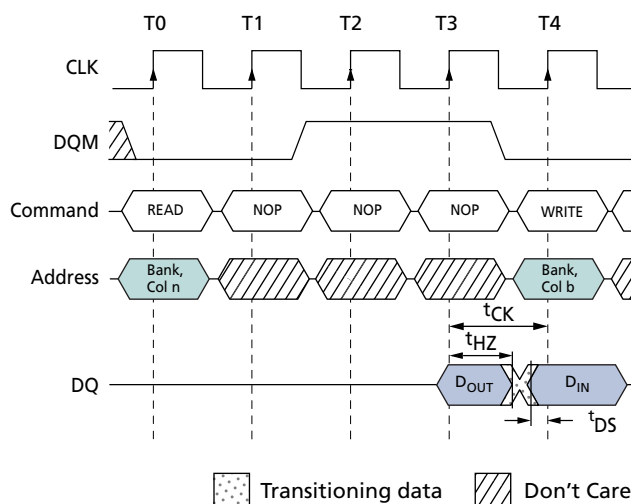 T0 T1 T2 T3 T4
CLK
DQM
Command READ NOP NOP NOP WRITE
Address Bank, Col n Bank, Col b
tCK
tHZ
DQ DOUT DIN
tDS
Transitioning data Don't Care